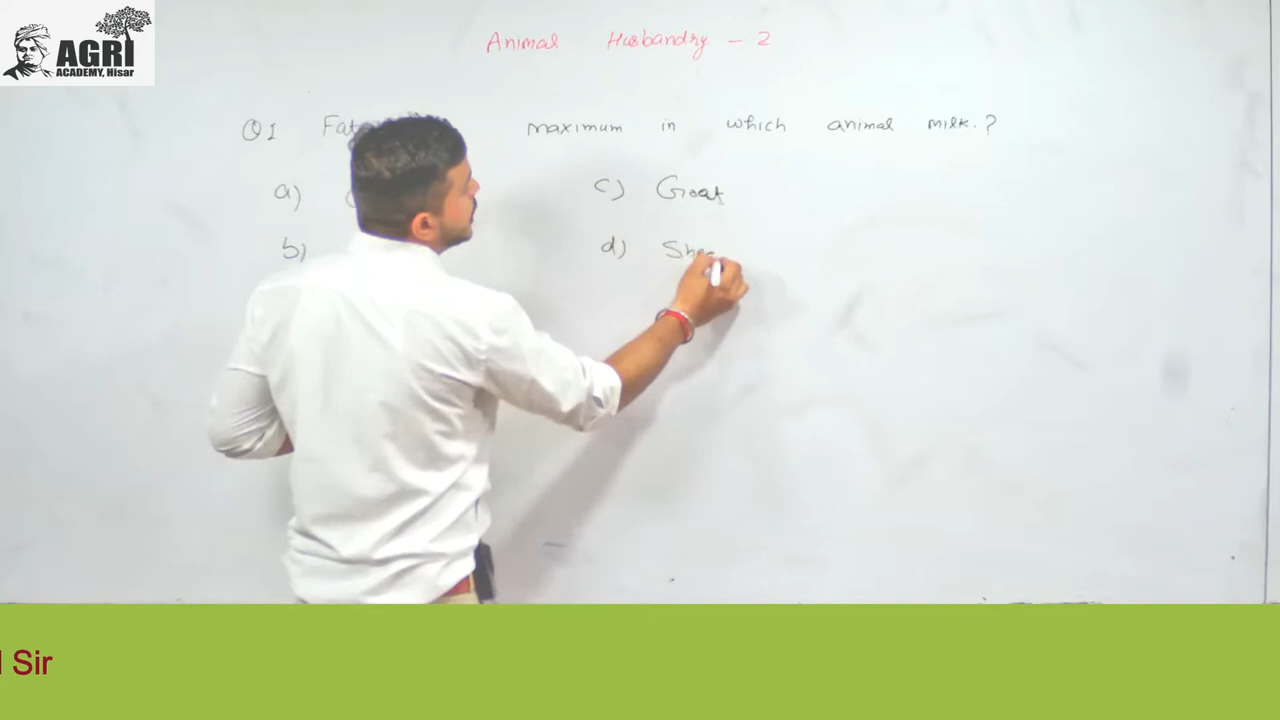 AGRI
ACADEMY, Hisar
Animal Husbandry - 2
Q1 Fat maximum in which animal milk.?
a) c) Goat
b) d) She
Sir